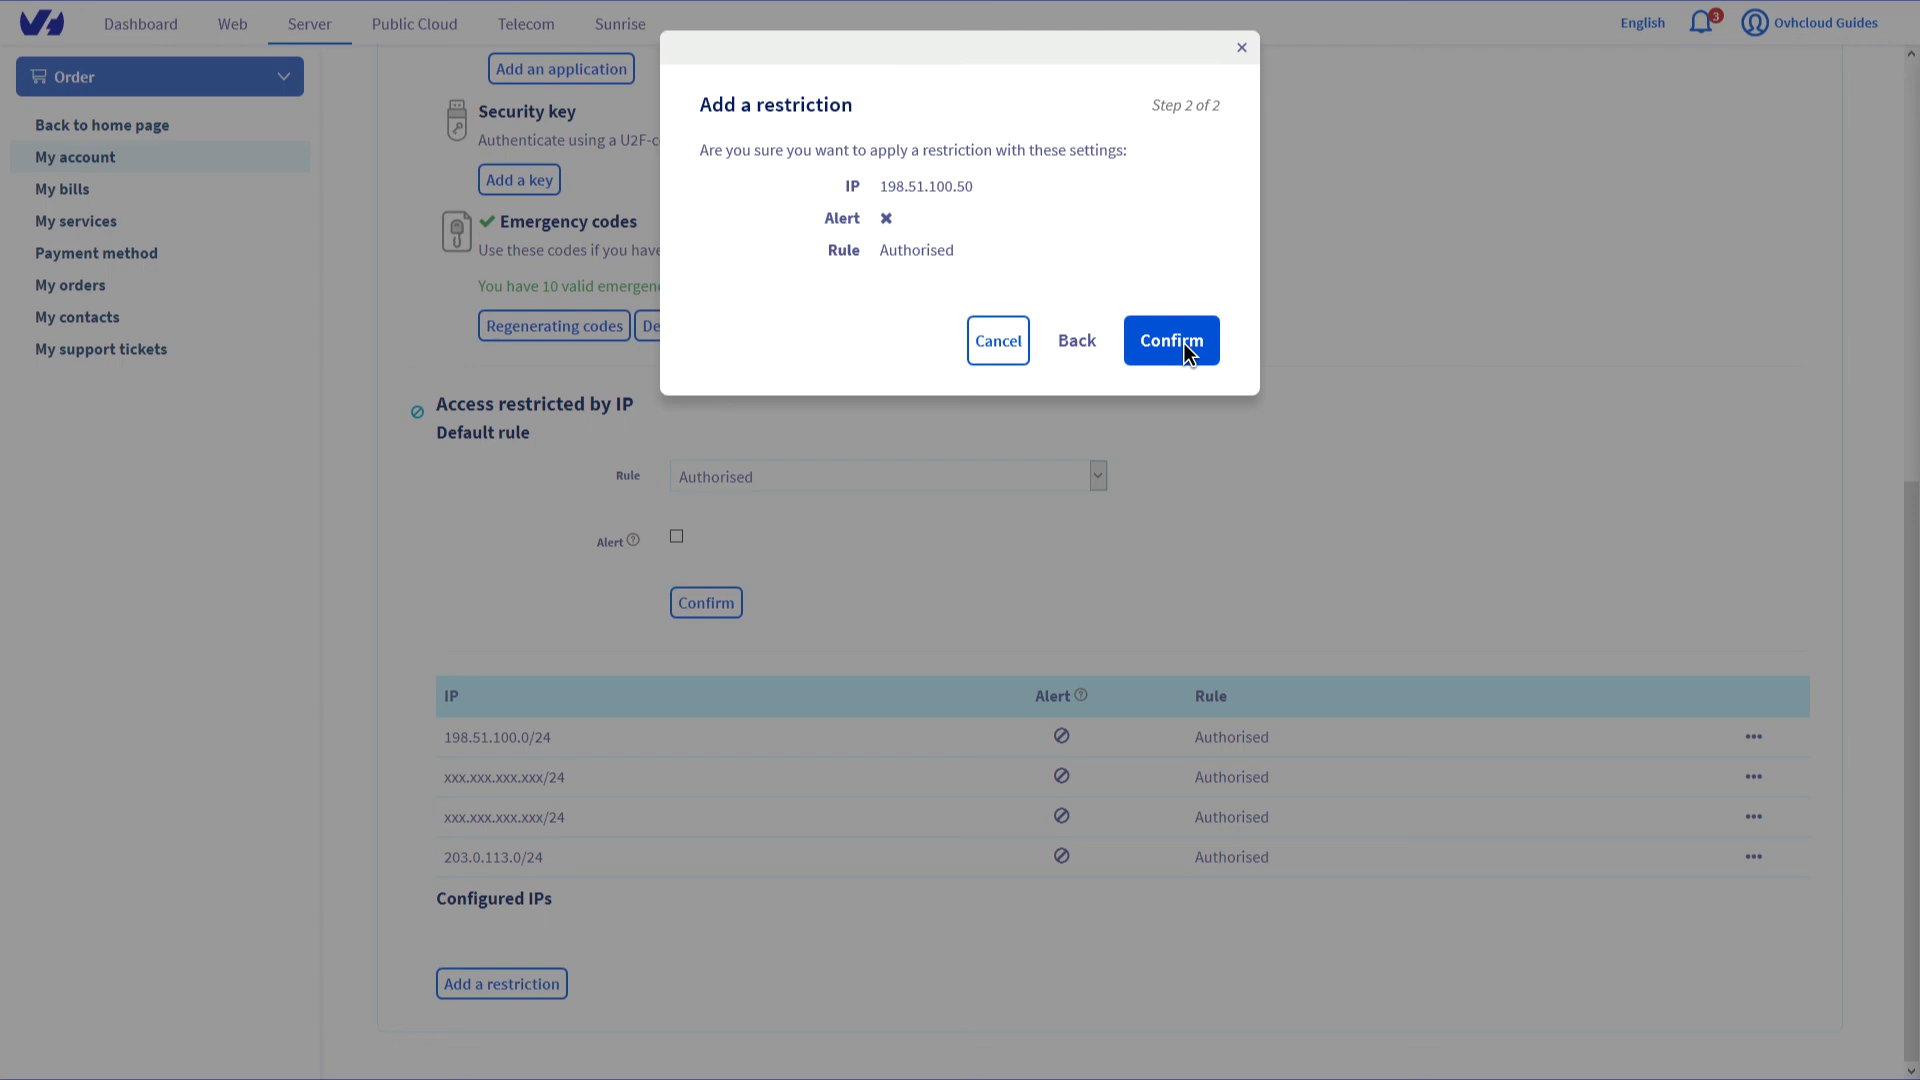 Dashboard
Web
Server
Public Cloud
Telecom
Sunrise
English
3
Ovhcloud Guides
Order
Back to home page
My account
My bills
My services
Payment method
My orders
My contacts
My support tickets
Add an application
Security key
Authenticate using a U2F-c
Add a key
Emergency codes
Use these codes if you have
You have 10 valid emergen
Regenerating codes
De
Add a restriction
Step 2 of 2
Are you sure you want to apply a restriction with these settings:
IP 198.51.100.50
Alert
Rule Authorised
Cancel
Back
Confirm
Access restricted by IP
Default rule
Rule
Authorised
Alert
Confirm
IP Alert Rule
198.51.100.0/24 Authorised
xxx.xxx.xxx.xxx/24 Authorised
xxx.xxx.xxx.xxx/24 Authorised
203.0.113.0/24 Authorised
Configured IPs
Add a restriction